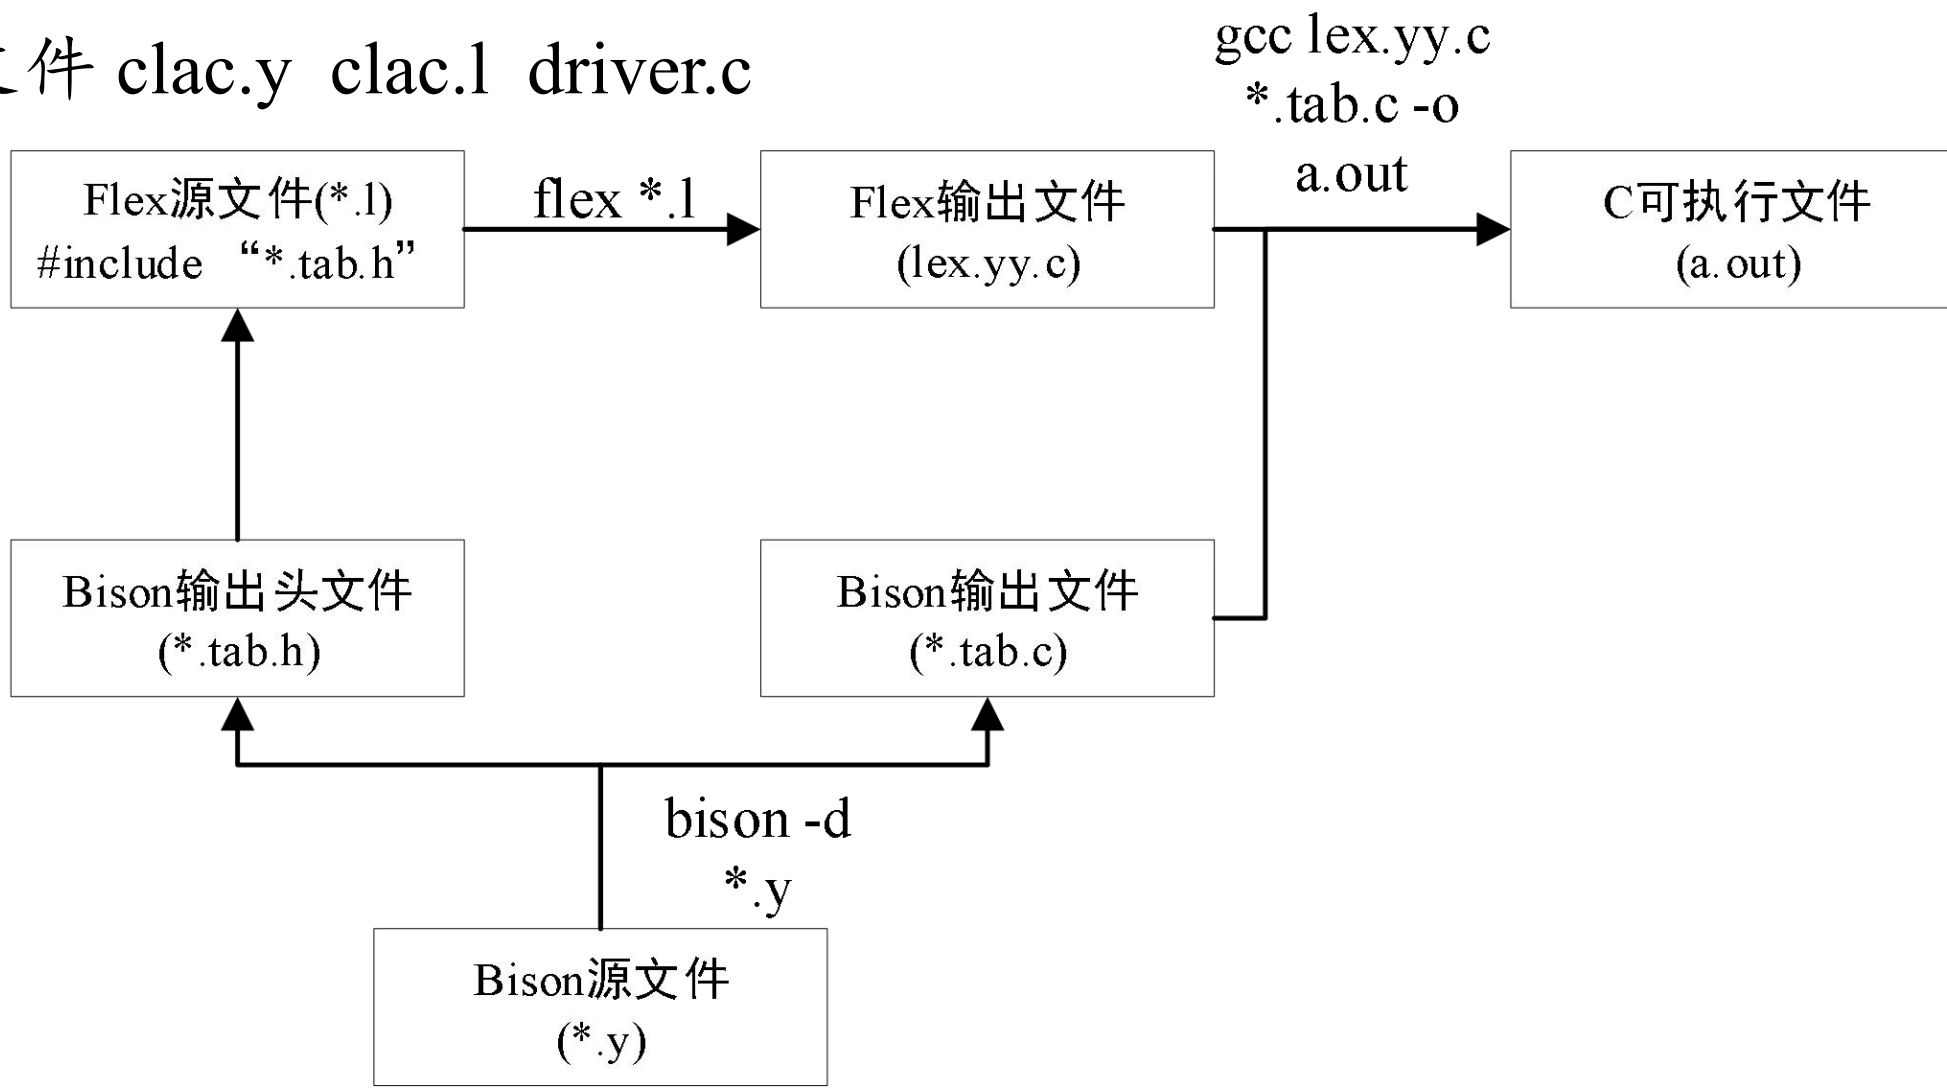 件 clac.y clac.l driver.c
gcc lex.yy.c
*.tab.c -o
a.out
Flex源文件(*.l)
#include “*.tab.h”
flex *.l
Flex输出文件
(lex.yy.c)
C可执行文件
(a.out)
Bison输出头文件
(*.tab.h)
Bison输出文件
(*.tab.c)
bison -d
*.y
Bison源文件
(*.y)